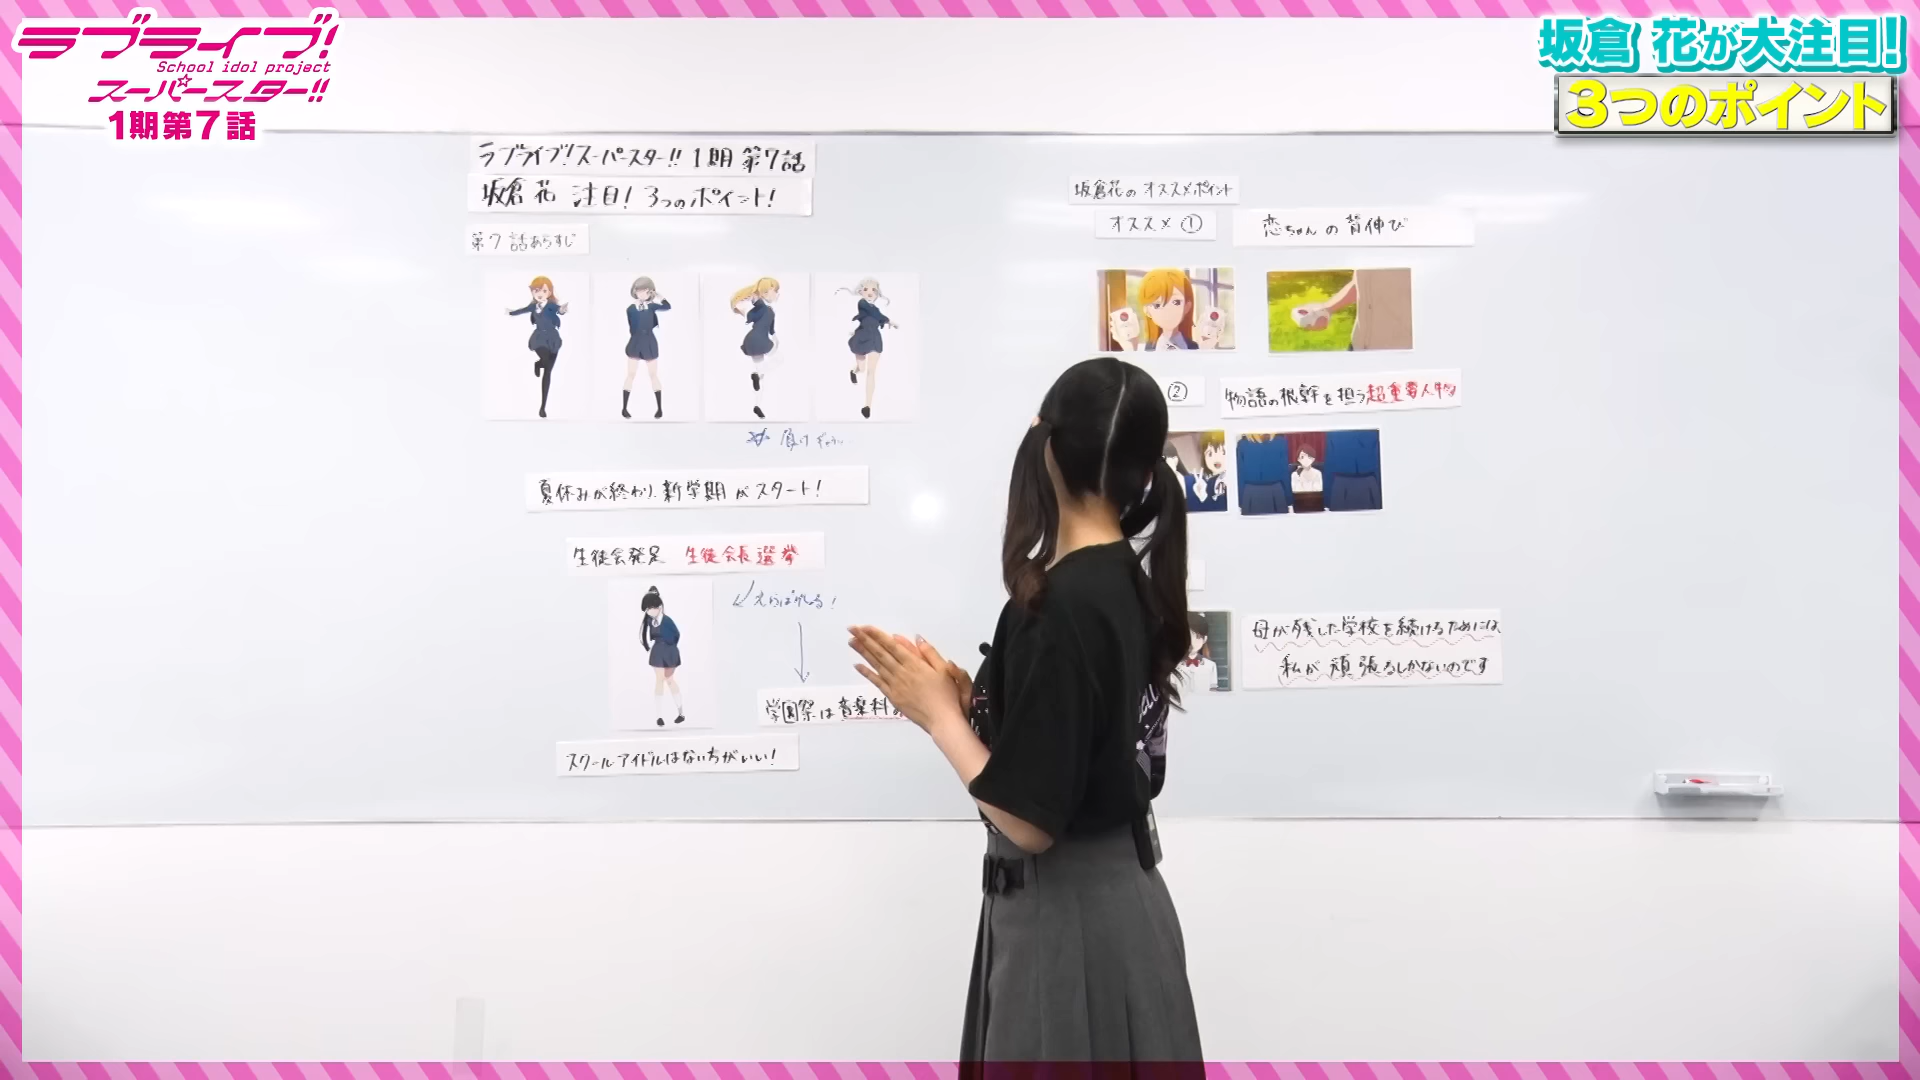 ラブライブ!
School idol project
スーパースター!!
1期第7話
坂倉 花が大注目!
3つのポイント
ラブライブ!スーパースター!! 1期 第7話
坂倉 花 注目! 3つのポイント!
第7話あらすじ
負け
夏休みが終わり 新学期がスタート!
生徒会発足 生徒会長選挙
えらばれる!
学園祭は音楽科
スクールアイドルはない方がいい!
坂倉花のオススメポイント
オススメ ①
恋ちゃんの背伸び
②
物語の根幹を担う超重要人物
母が残した学校を続けるためには
私が頑張るしかないのです